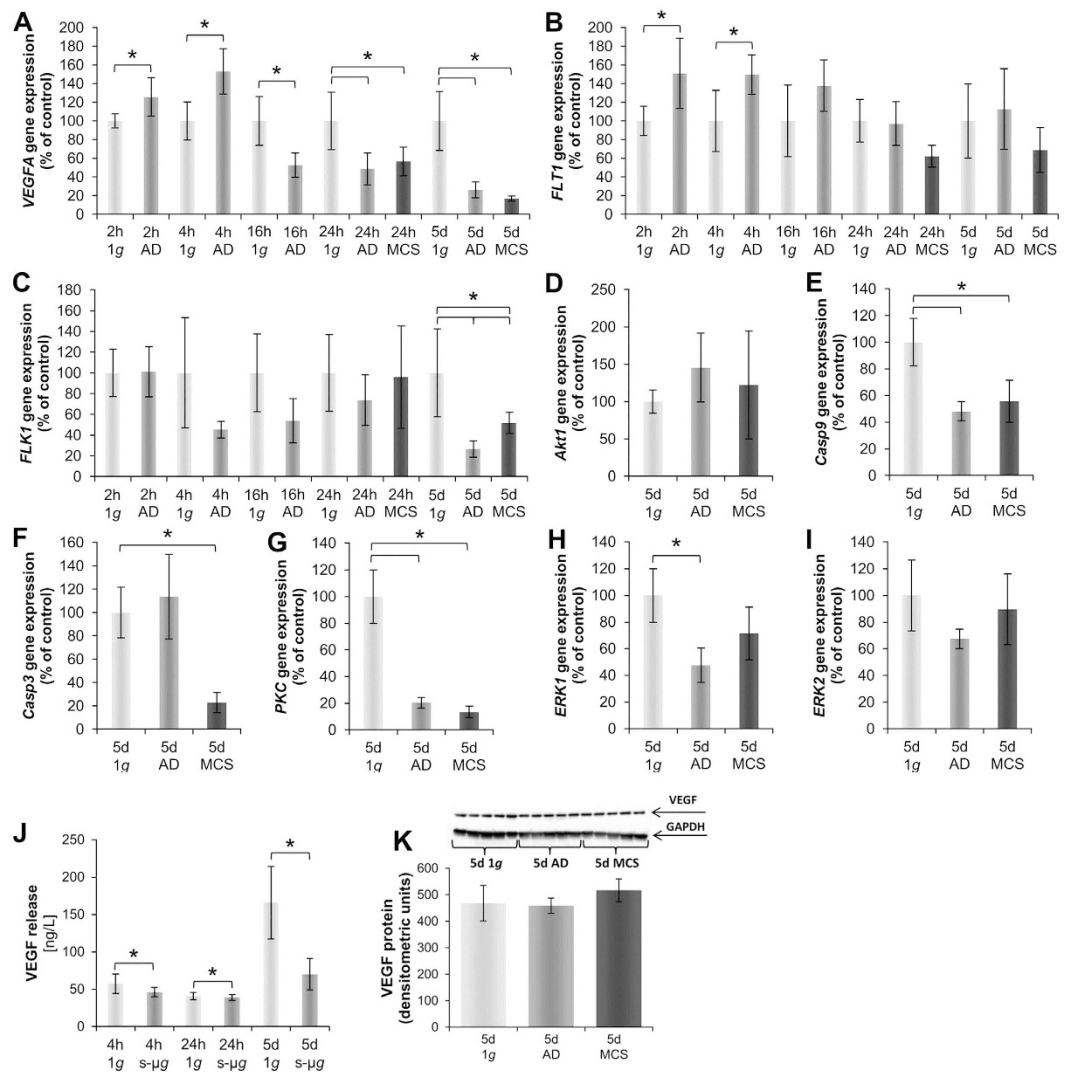 A
VEGFA gene expression
(% of control)
200
180
160
140
120
100
80
60
40
20
0
* * * * *
2h 2h 4h 4h 16h 16h 24h 24h 24h 5d 5d 5d
1g AD 1g AD 1g AD 1g AD MCS 1g AD MCS
B
FLT1 gene expression
(% of control)
200
180
160
140
120
100
80
60
40
20
0
* *
2h 2h 4h 4h 16h 16h 24h 24h 24h 5d 5d 5d
1g AD 1g AD 1g AD 1g AD MCS 1g AD MCS
C
FLK1 gene expression
(% of control)
180
160
140
120
100
80
60
40
20
0
*
2h 2h 4h 4h 16h 16h 24h 24h 24h 5d 5d 5d
1g AD 1g AD 1g AD 1g AD MCS 1g AD MCS
D
Akt1 gene expression
(% of control)
250
200
150
100
50
0
5d 5d 5d
1g AD MCS
E
Casp9 gene expression
(% of control)
140
120
100
80
60
40
20
0
*
5d 5d 5d
1g AD MCS
F
Casp3 gene expression
(% of control)
160
140
120
100
80
60
40
20
0
*
5d 5d 5d
1g AD MCS
G
PKC gene expression
(% of control)
140
120
100
80
60
40
20
0
*
5d 5d 5d
1g AD MCS
H
ERK1 gene expression
(% of control)
140
120
100
80
60
40
20
0
*
5d 5d 5d
1g AD MCS
I
ERK2 gene expression
(% of control)
140
120
100
80
60
40
20
0
5d 5d 5d
1g AD MCS
J
VEGF release
[ng/L]
250
200
150
100
50
0
* * *
4h 4h 24h 24h 5d 5d
1g s-µg 1g s-µg 1g s-µg
K
VEGF
GAPDH
5d 1g 5d AD 5d MCS
VEGF protein
(densitometric units)
600
500
400
300
200
100
0
5d 5d 5d
1g AD MCS